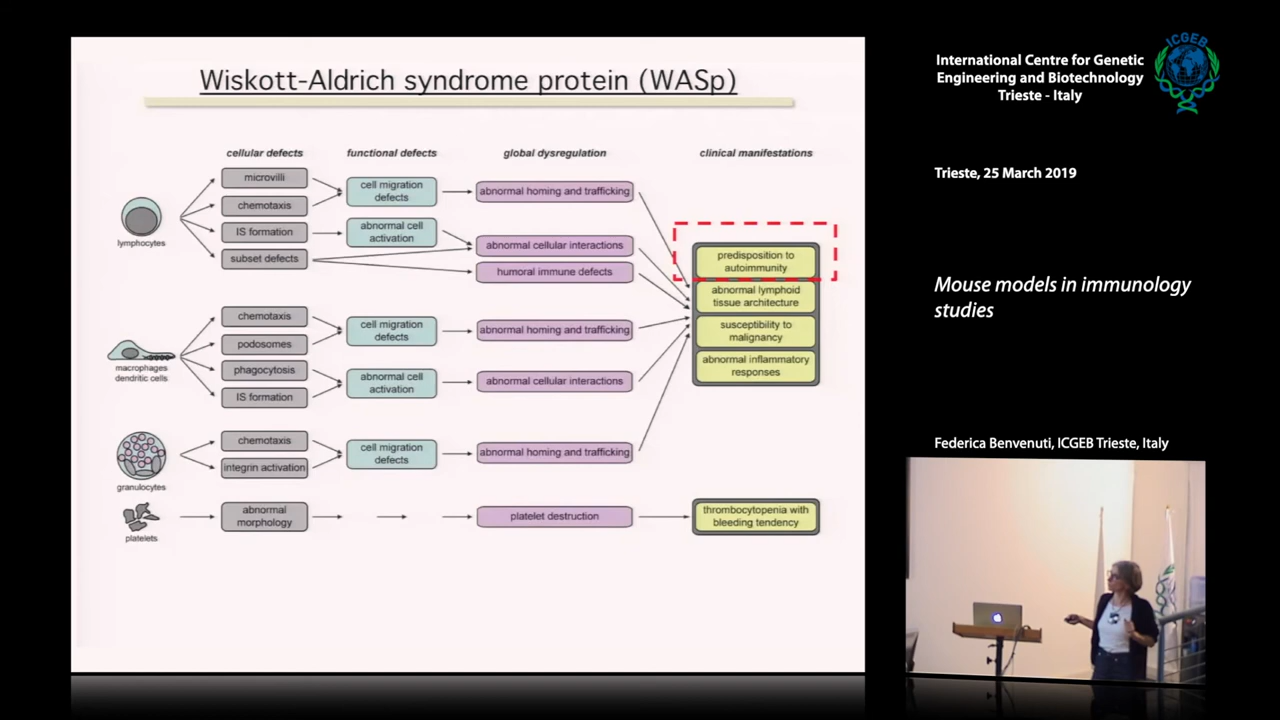 Wiskott-Aldrich syndrome protein (WASp)
cellular defects
functional defects
global dysregulation
clinical manifestations
lymphocytes
microvilli
chemotaxis
IS formation
subset defects
cell migration
defects
abnormal cell
activation
abnormal homing and trafficking
abnormal cellular interactions
humoral immune defects
predisposition to
autoimmunity
abnormal lymphoid
tissue architecture
susceptibility to
malignancy
abnormal inflammatory
responses
macrophages
dendritic cells
chemotaxis
podosomes
phagocytosis
IS formation
cell migration
defects
abnormal cell
activation
abnormal homing and trafficking
abnormal cellular interactions
granulocytes
chemotaxis
integrin activation
cell migration
defects
abnormal homing and trafficking
platelets
abnormal
morphology
platelet destruction
thrombocytopenia with
bleeding tendency
International Centre for Genetic
Engineering and Biotechnology
Trieste - Italy
ICGEB
Trieste, 25 March 2019
Mouse models in immunology
studies
Federica Benvenuti, ICGEB Trieste, Italy